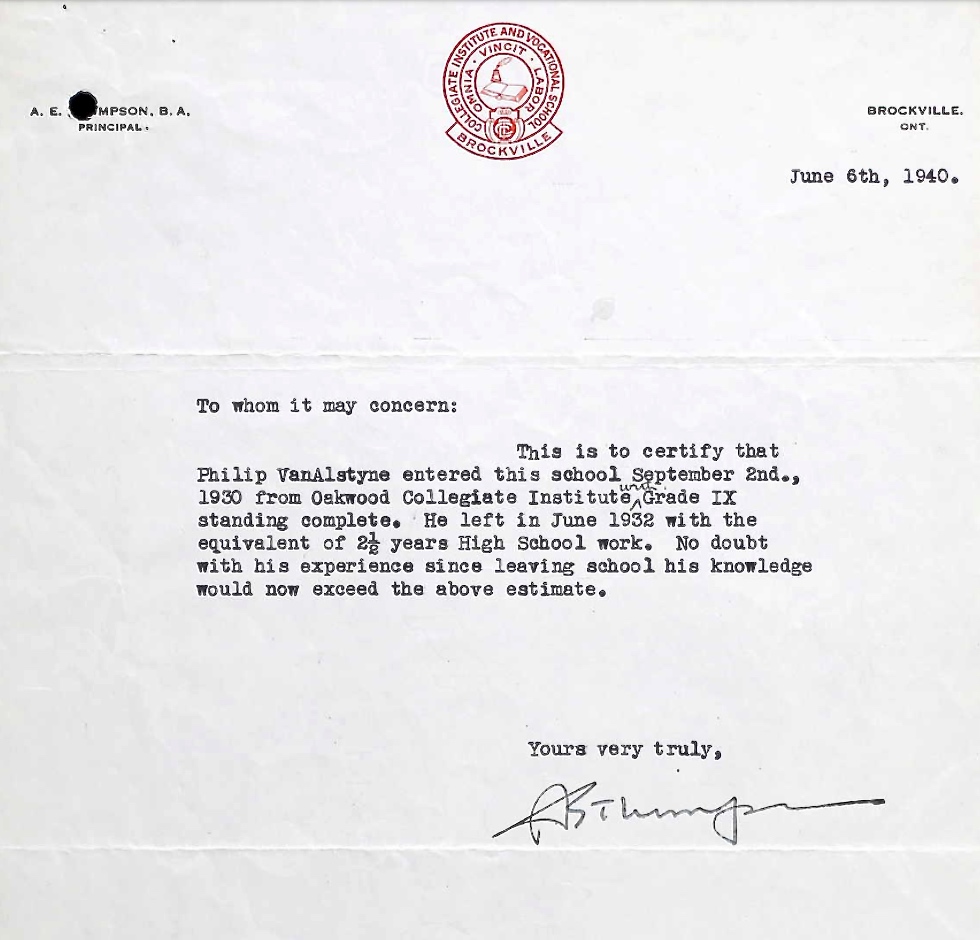 COLLEGIATE INSTITUTE AND VOCATIONAL SCHOOL
OMNIA · VINCIT · LABOR
BROCKVILLE
A. E. MPSON, B. A.
PRINCIPAL.
BROCKVILLE.
ONT.
June 6th, 1940.
To whom it may concern:
This is to certify that
Philip VanAlstyne entered this school September 2nd.,
with
1930 from Oakwood Collegiate Institute ^ Grade IX
standing complete. He left in June 1932 with the
equivalent of 2½ years High School work. No doubt
with his experience since leaving school his knowledge
would now exceed the above estimate.
Yours very truly,